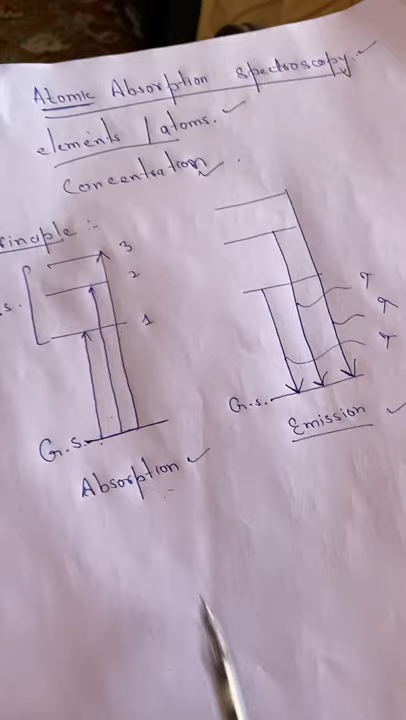 Atomic Absorption spectroscopy.
elements / atoms.
Concentration.
rinciple :-
3
2
1
s.
G.s.
Absorption
G.s.
Emission